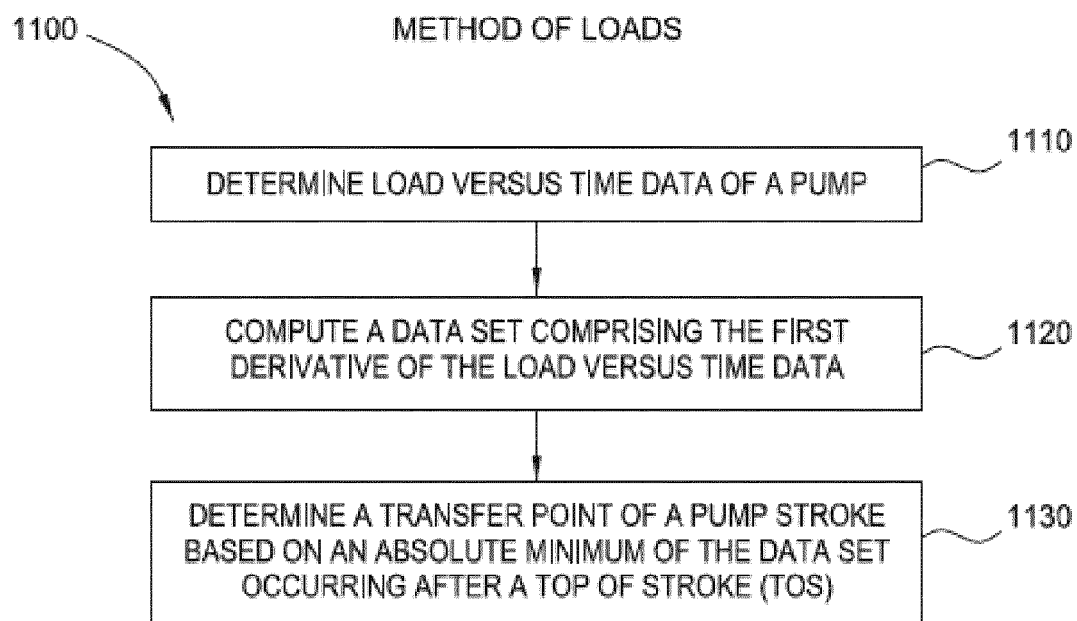 1100
METHOD OF LOADS
1110
DETERMINE LOAD VERSUS TIME DATA OF A PUMP
COMPUTE A DATA SET COMPRISING THE FIRST
DERIVATIVE OF THE LOAD VERSUS TIME DATA
1120
DETERMINE A TRANSFER POINT OF A PUMP STROKE
BASED ON AN ABSOLUTE MINIMUM OF THE DATA SET
OCCURRING AFTER A TOP OF STROKE (TOS)
1130